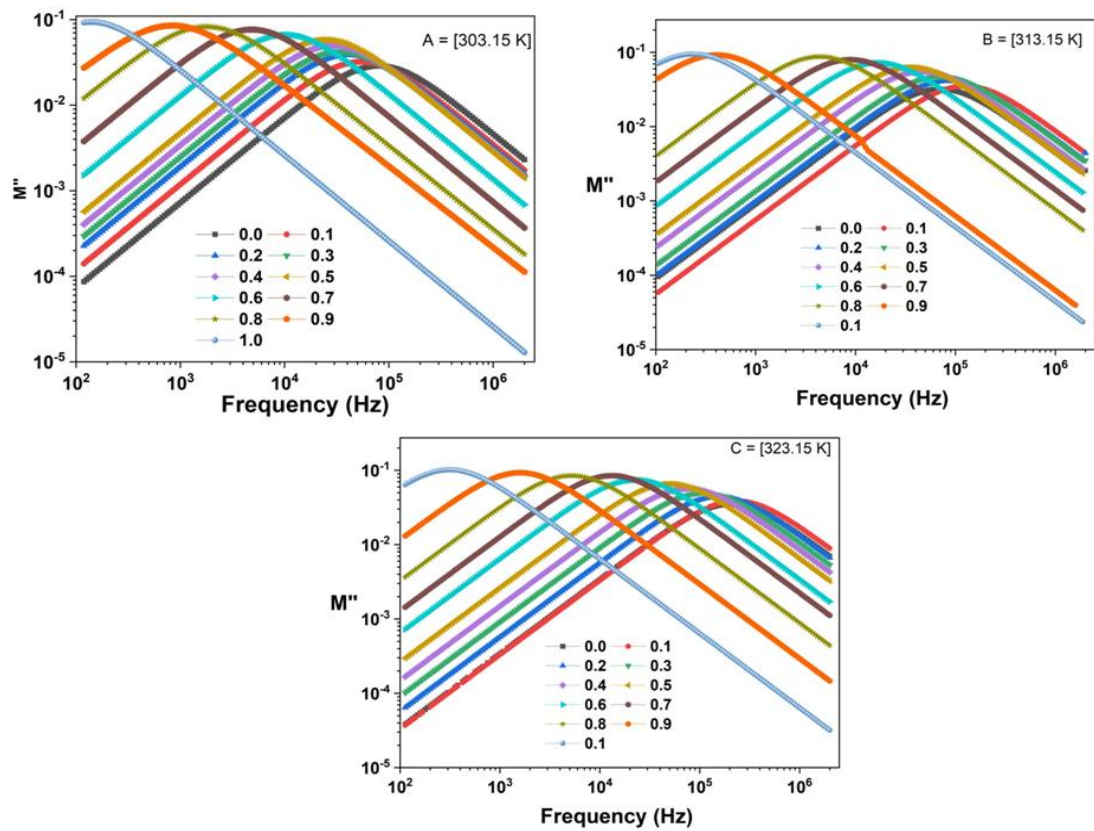 A = [303.15 K]
10⁻¹
10⁻²
10⁻³
10⁻⁴
10⁻⁵
M"
0.0 0.1
0.2 0.3
0.4 0.5
0.6 0.7
0.8 0.9
1.0
10² 10³ 10⁴ 10⁵ 10⁶
Frequency (Hz)
B = [313.15 K]
10⁻¹
10⁻²
10⁻³
10⁻⁴
10⁻⁵
M"
0.0 0.1
0.2 0.3
0.4 0.5
0.6 0.7
0.8 0.9
0.1
10² 10³ 10⁴ 10⁵ 10⁶
Frequency (Hz)
C = [323.15 K]
10⁻¹
10⁻²
10⁻³
10⁻⁴
10⁻⁵
M"
0.0 0.1
0.2 0.3
0.4 0.5
0.6 0.7
0.8 0.9
0.1
10² 10³ 10⁴ 10⁵ 10⁶
Frequency (Hz)